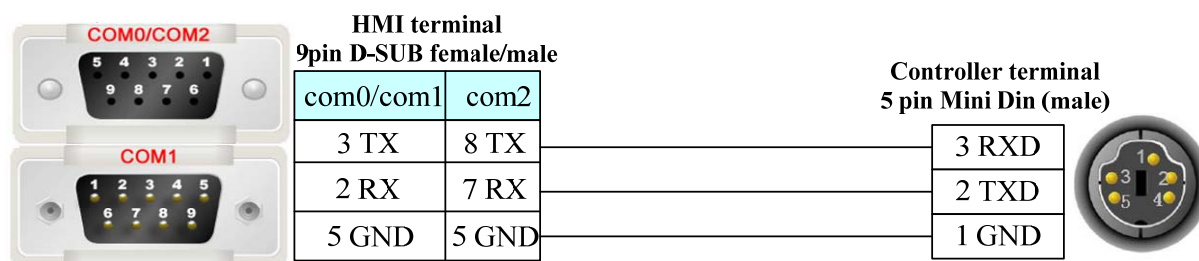 COM0/COM2
5 4 3 2 1
9 8 7 6
COM1
1 2 3 4 5
6 7 8 9
HMI terminal
9pin D-SUB female/male
com0/com1 com2
3 TX 8 TX
2 RX 7 RX
5 GND 5 GND
Controller terminal
5 pin Mini Din (male)
3 RXD
2 TXD
1 GND
1
3 2
5 4